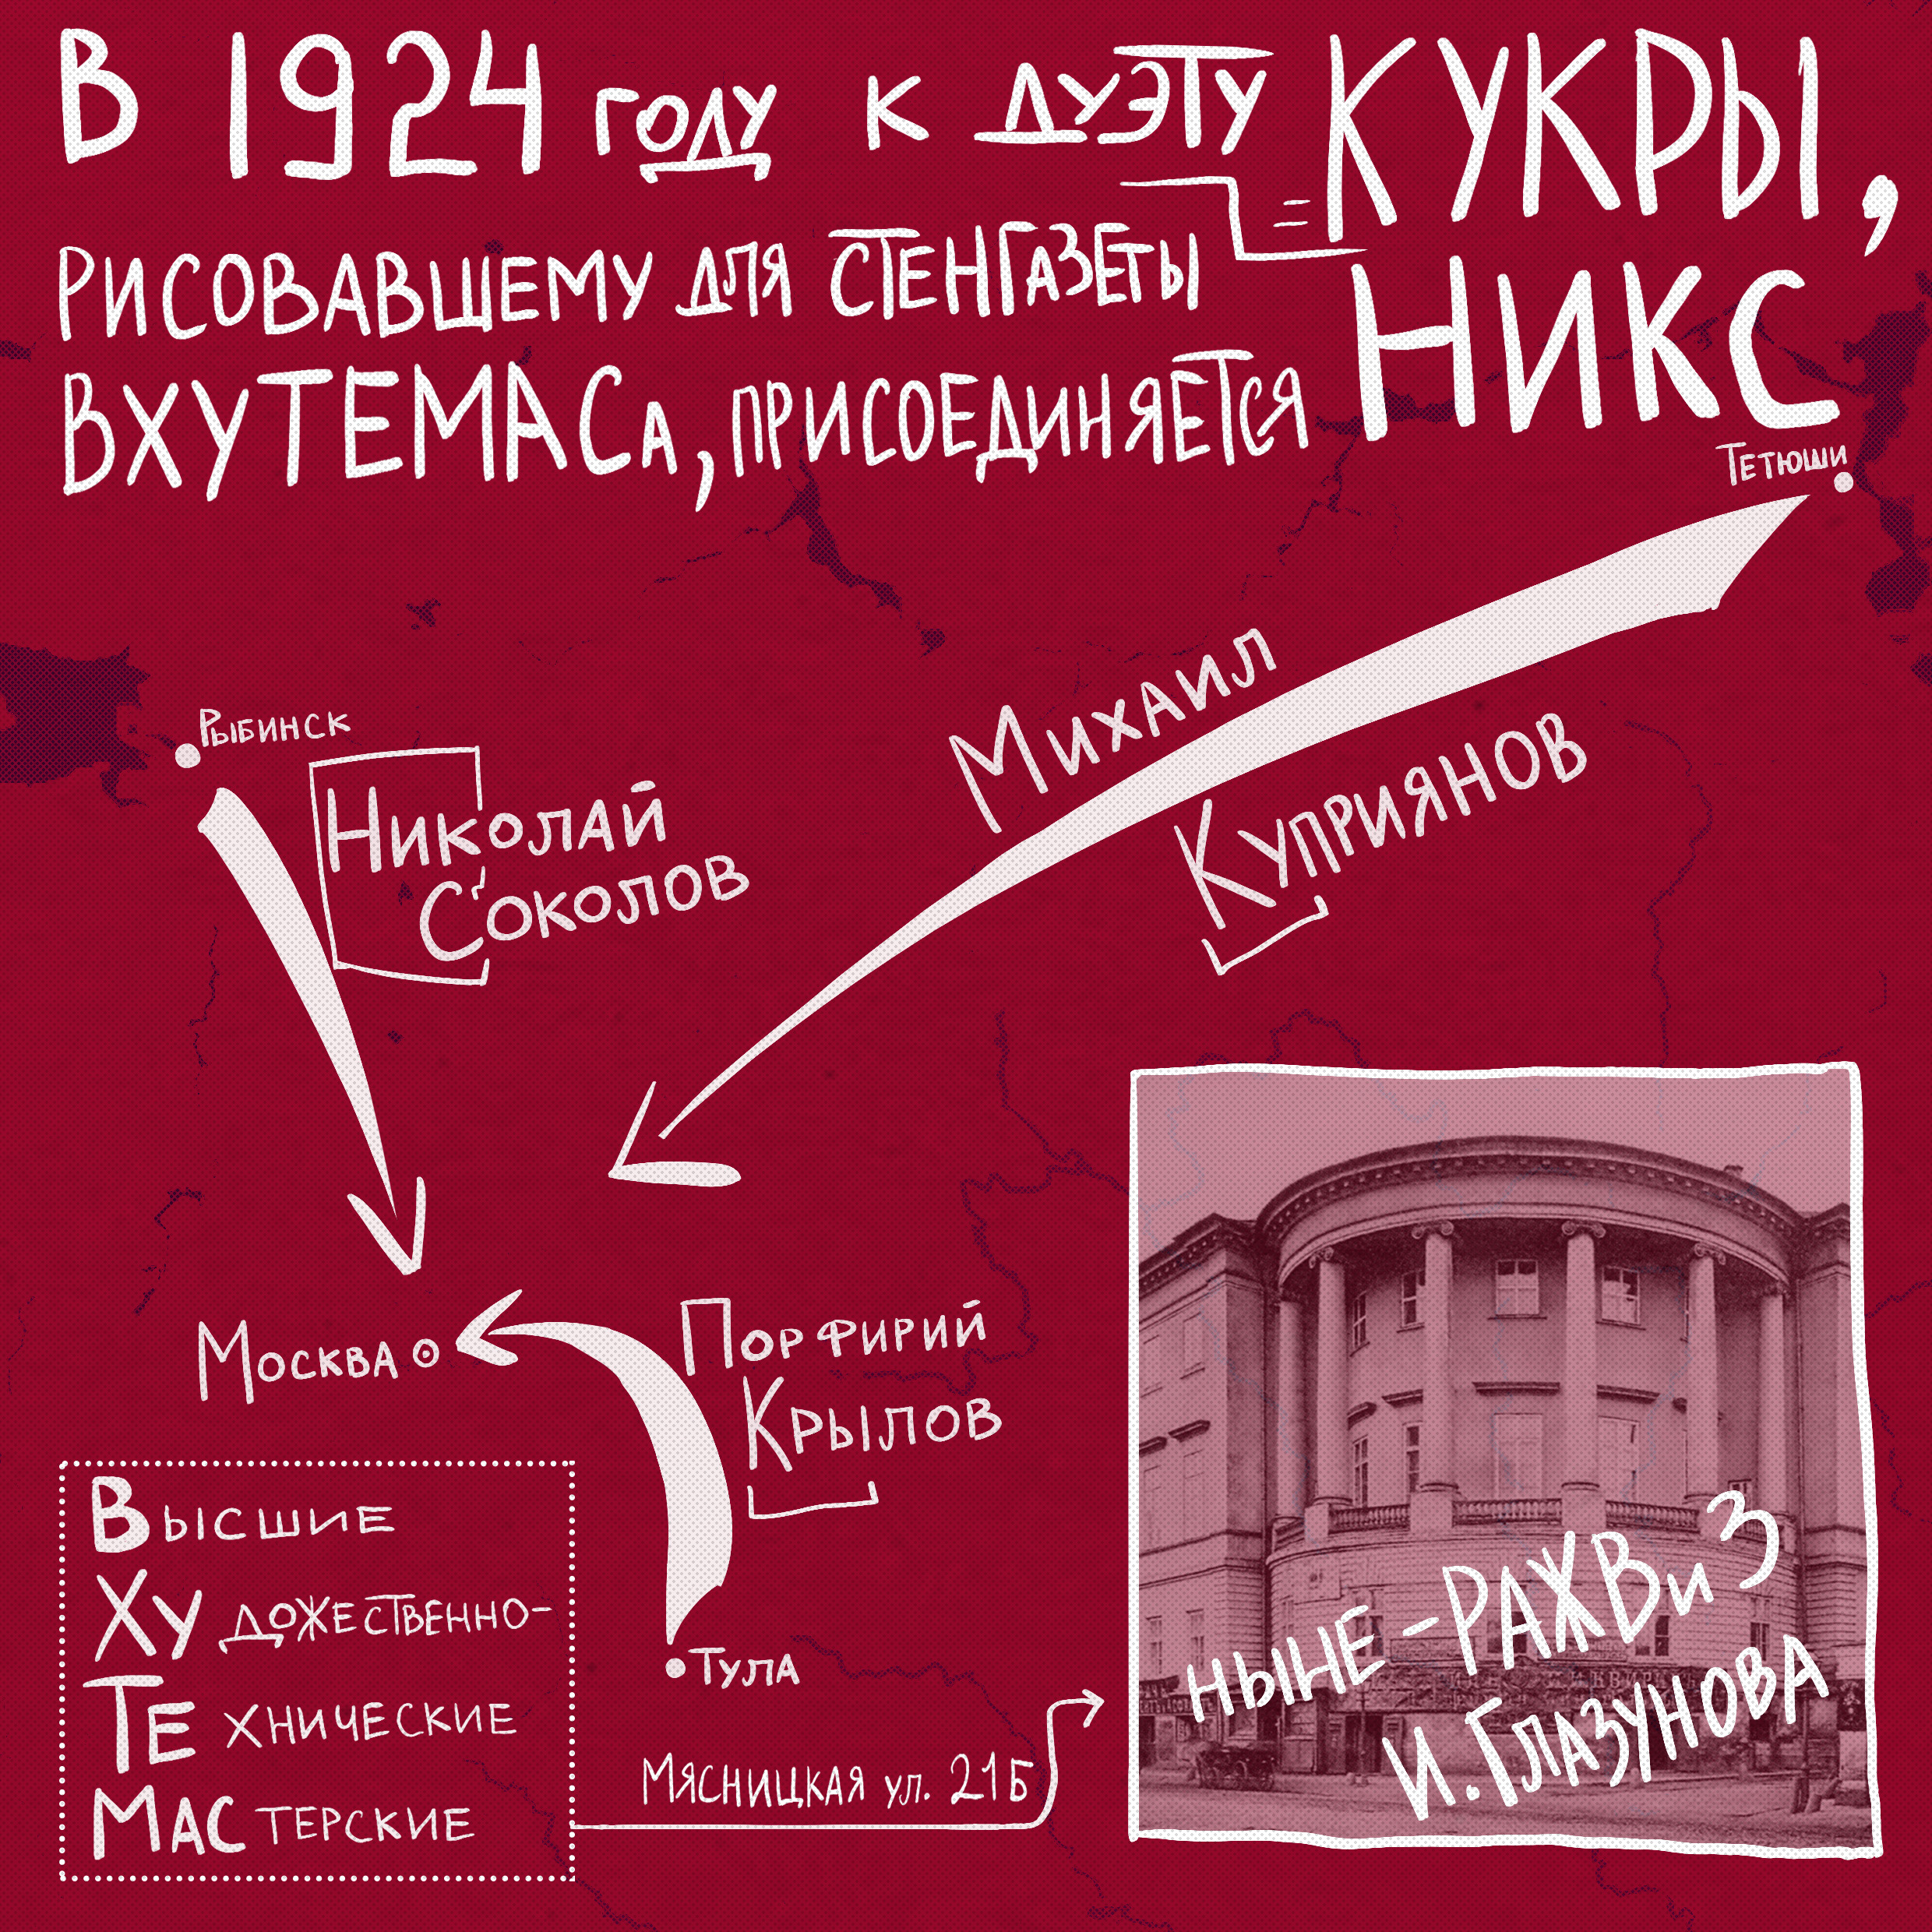 В 1924 году к дуэту КУКРЫ,
рисовавшему для стенгазеты =
ВХУТЕМАСа, присоединяется НИКС
Тетюши
Рыбинск
Николай
Соколов
Михаил
Куприянов
Москва
Порфирий
Крылов
Тула
Высшие
Художественно-
Технические
Мастерские
Мясницкая ул. 21Б
ныне - РАЖВиЗ
И. Глазунова